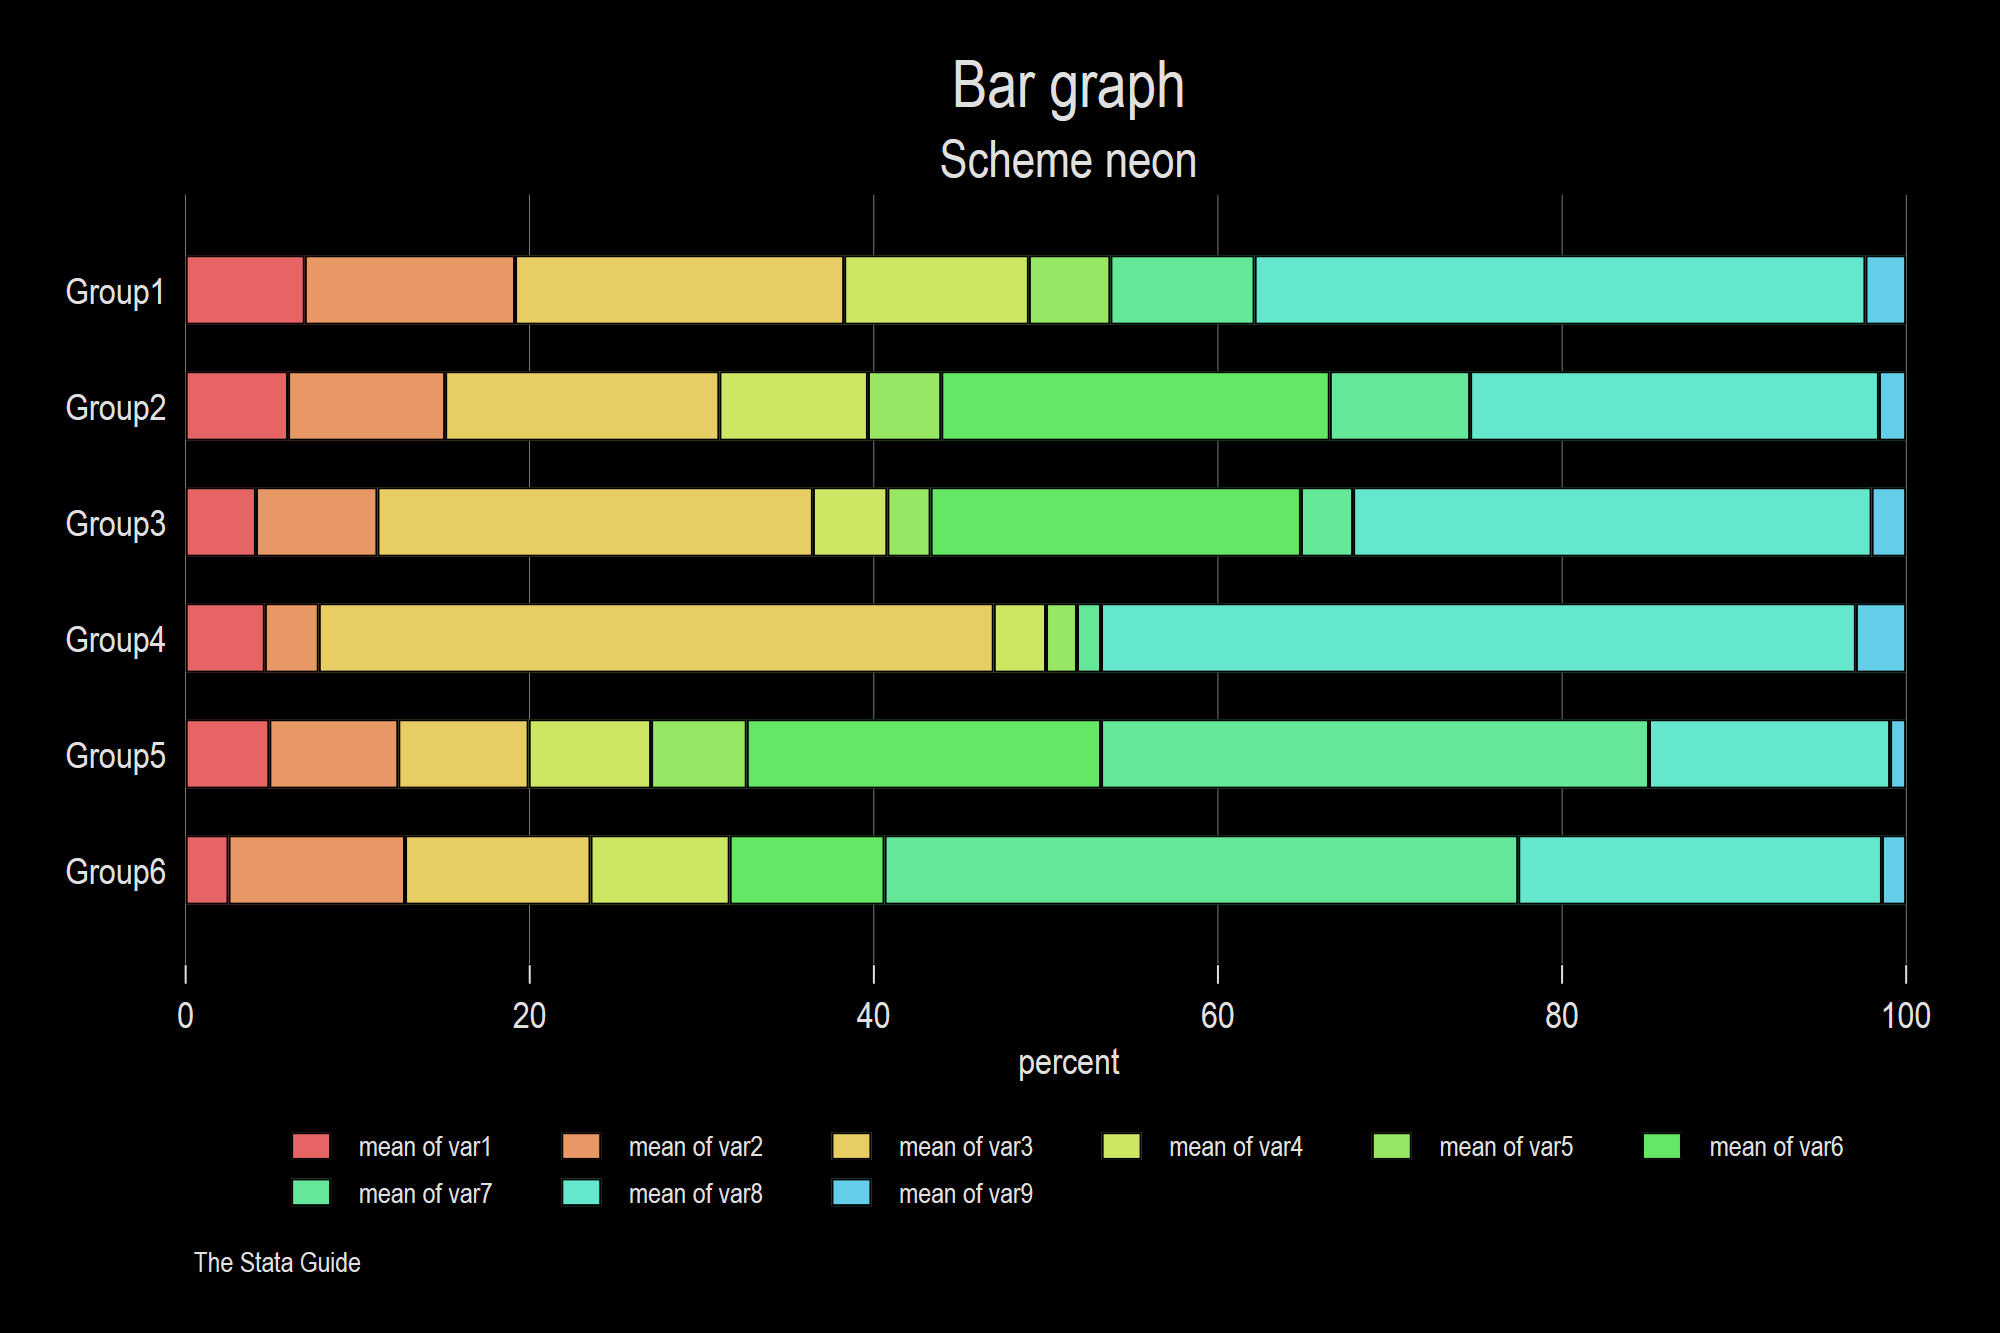 Bar graph
Scheme neon
Group1
Group2
Group3
Group4
Group5
Group6
0 20 40 60 80 100
percent
mean of var1 mean of var2 mean of var3 mean of var4 mean of var5 mean of var6
mean of var7 mean of var8 mean of var9
The Stata Guide